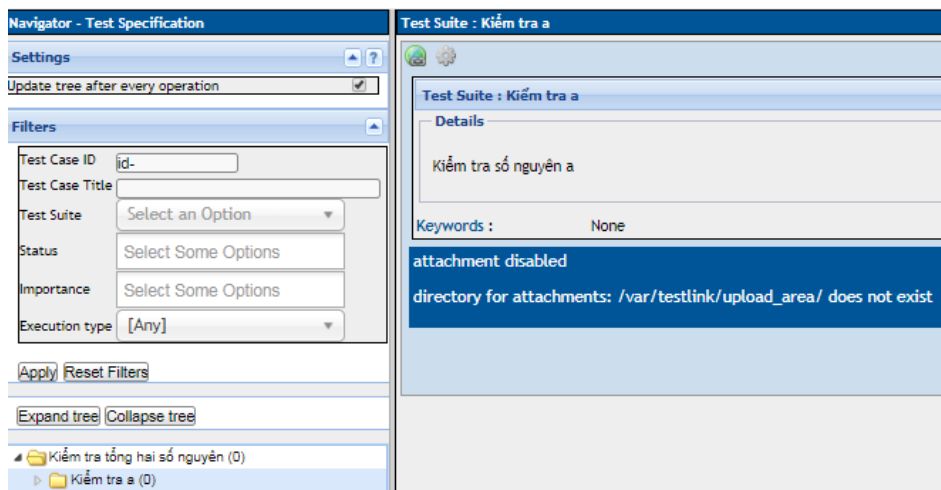 Navigator - Test Specification
Settings
?
Update tree after every operation
Filters
Test Case ID
id-
Test Case Title
Test Suite
Select an Option
Status
Select Some Options
Importance
Select Some Options
Execution type
[Any]
Apply
Reset Filters
Expand tree
Collapse tree
Kiểm tra tổng hai số nguyên (0)
Kiểm tra a (0)
Test Suite : Kiểm tra a
Test Suite : Kiểm tra a
Details
Kiểm tra số nguyên a
Keywords : None
attachment disabled
directory for attachments: /var/testlink/upload_area/ does not exist